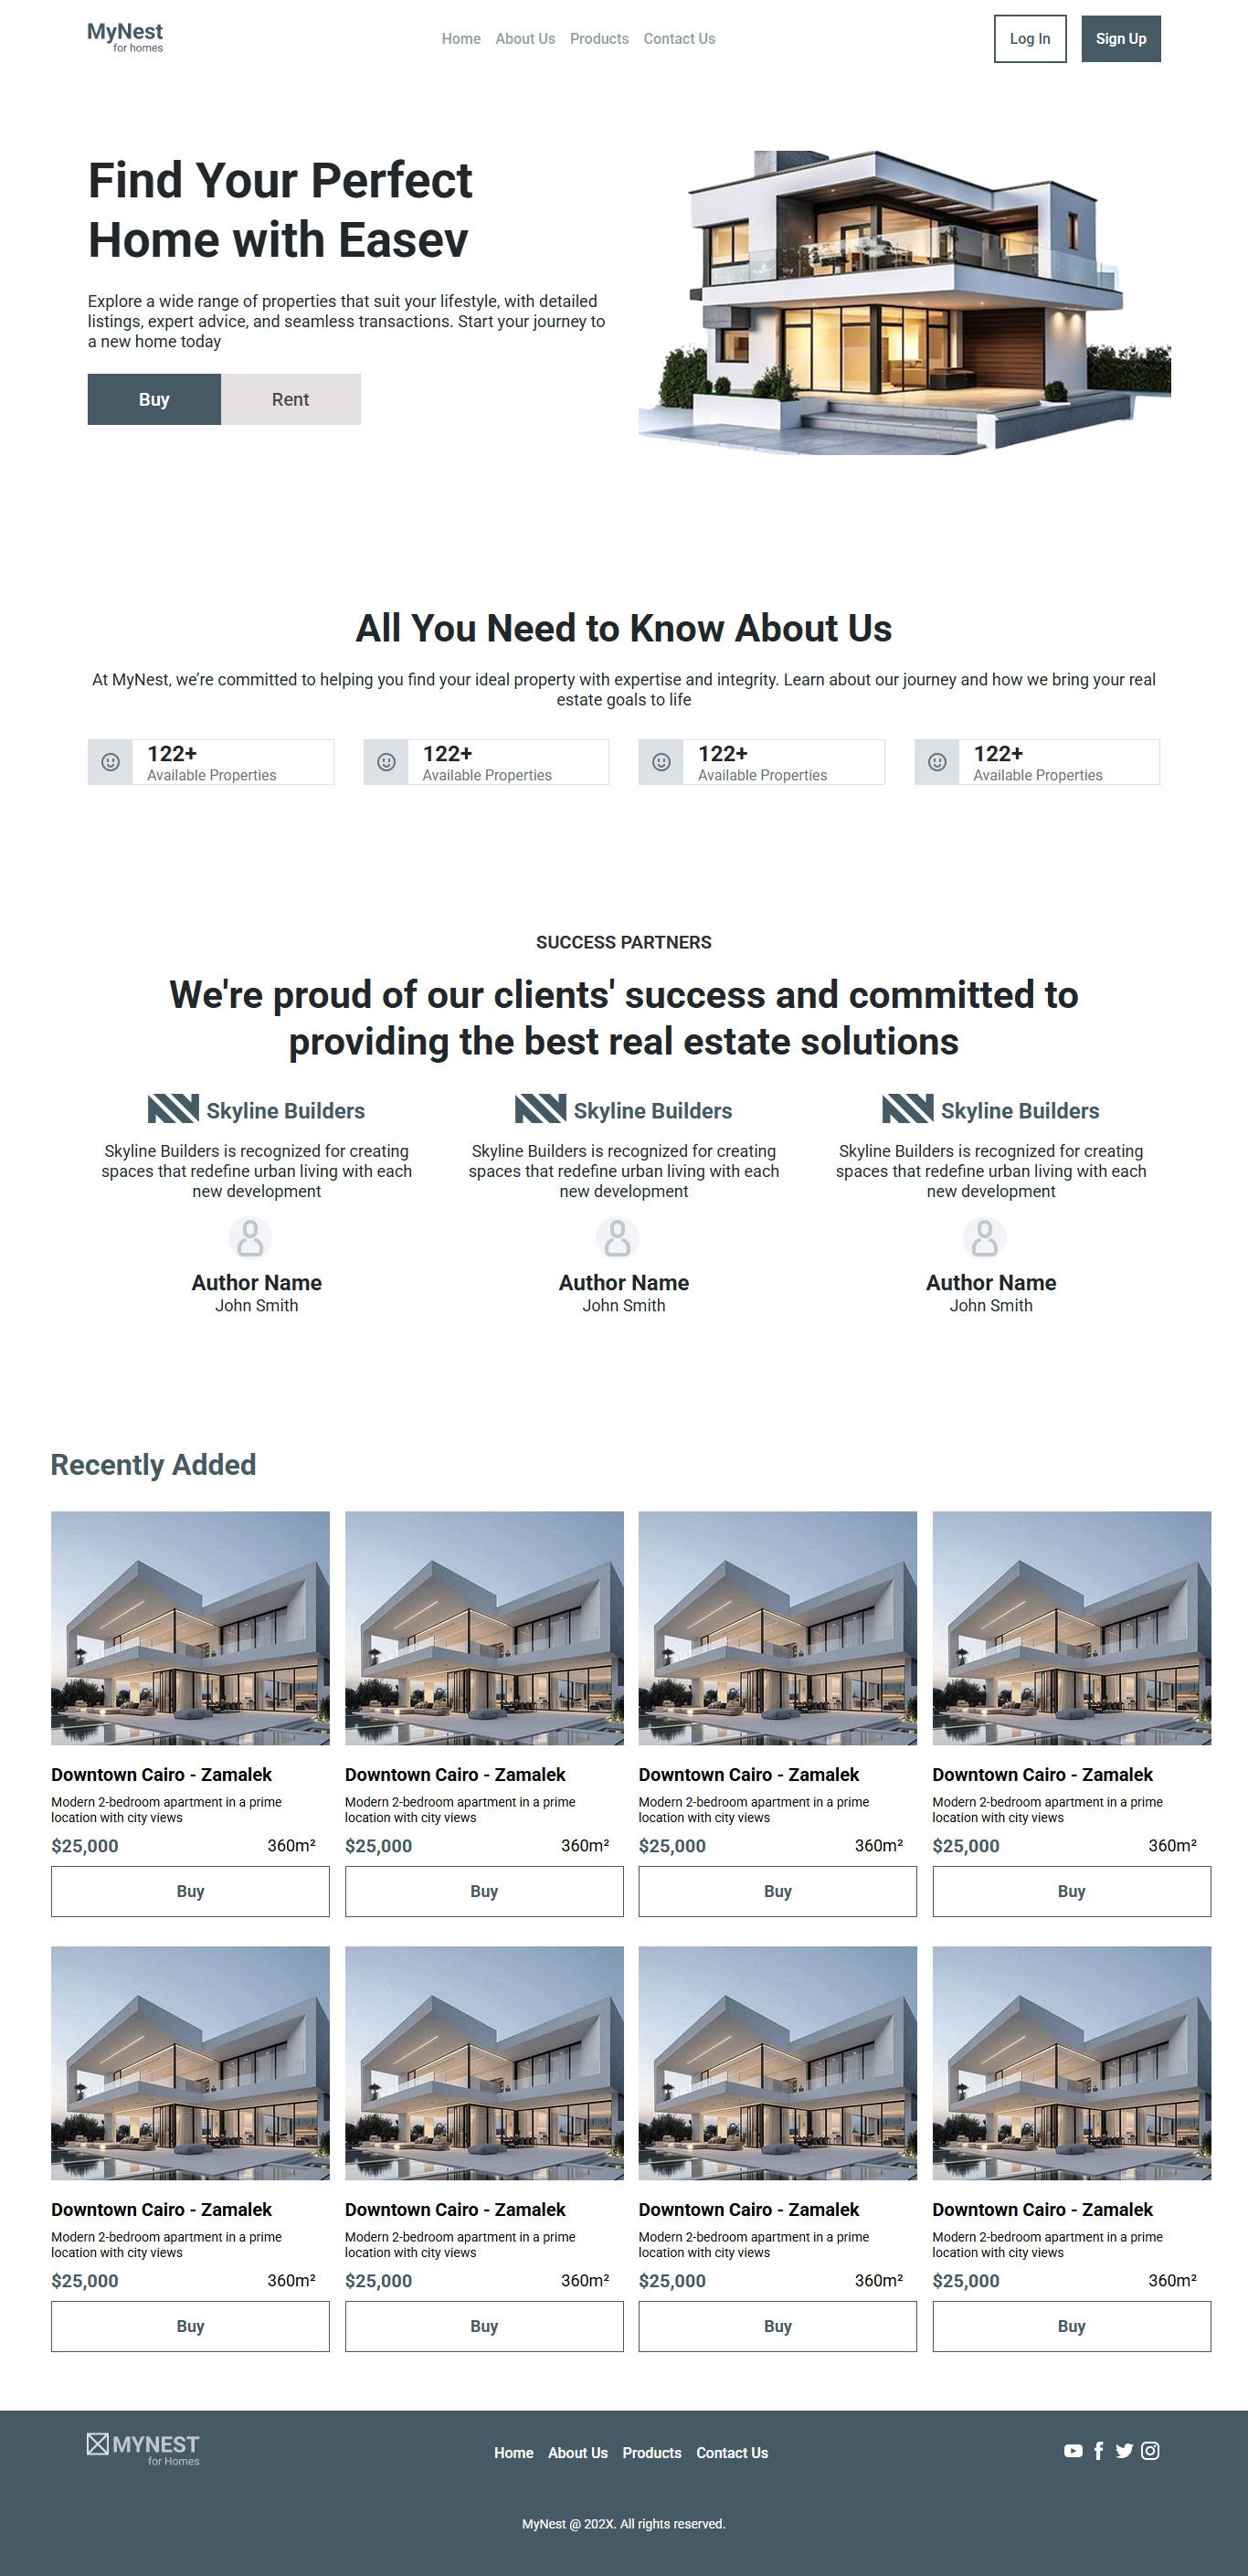 MyNest
for homes
Home About Us Products Contact Us
Log In
Sign Up
Find Your Perfect
Home with Easev
Explore a wide range of properties that suit your lifestyle, with detailed
listings, expert advice, and seamless transactions. Start your journey to
a new home today
Buy
Rent
All You Need to Know About Us
At MyNest, we’re committed to helping you find your ideal property with expertise and integrity. Learn about our journey and how we bring your real
estate goals to life
122+
Available Properties
122+
Available Properties
122+
Available Properties
122+
Available Properties
SUCCESS PARTNERS
We're proud of our clients' success and committed to
providing the best real estate solutions
Skyline Builders
Skyline Builders is recognized for creating
spaces that redefine urban living with each
new development
Author Name
John Smith
Skyline Builders
Skyline Builders is recognized for creating
spaces that redefine urban living with each
new development
Author Name
John Smith
Skyline Builders
Skyline Builders is recognized for creating
spaces that redefine urban living with each
new development
Author Name
John Smith
Recently Added
Downtown Cairo - Zamalek
Modern 2-bedroom apartment in a prime
location with city views
$25,000 360m²
Buy
Downtown Cairo - Zamalek
Modern 2-bedroom apartment in a prime
location with city views
$25,000 360m²
Buy
Downtown Cairo - Zamalek
Modern 2-bedroom apartment in a prime
location with city views
$25,000 360m²
Buy
Downtown Cairo - Zamalek
Modern 2-bedroom apartment in a prime
location with city views
$25,000 360m²
Buy
Downtown Cairo - Zamalek
Modern 2-bedroom apartment in a prime
location with city views
$25,000 360m²
Buy
Downtown Cairo - Zamalek
Modern 2-bedroom apartment in a prime
location with city views
$25,000 360m²
Buy
Downtown Cairo - Zamalek
Modern 2-bedroom apartment in a prime
location with city views
$25,000 360m²
Buy
Downtown Cairo - Zamalek
Modern 2-bedroom apartment in a prime
location with city views
$25,000 360m²
Buy
MYNEST
for Homes
Home About Us Products Contact Us
MyNest @ 202X. All rights reserved.